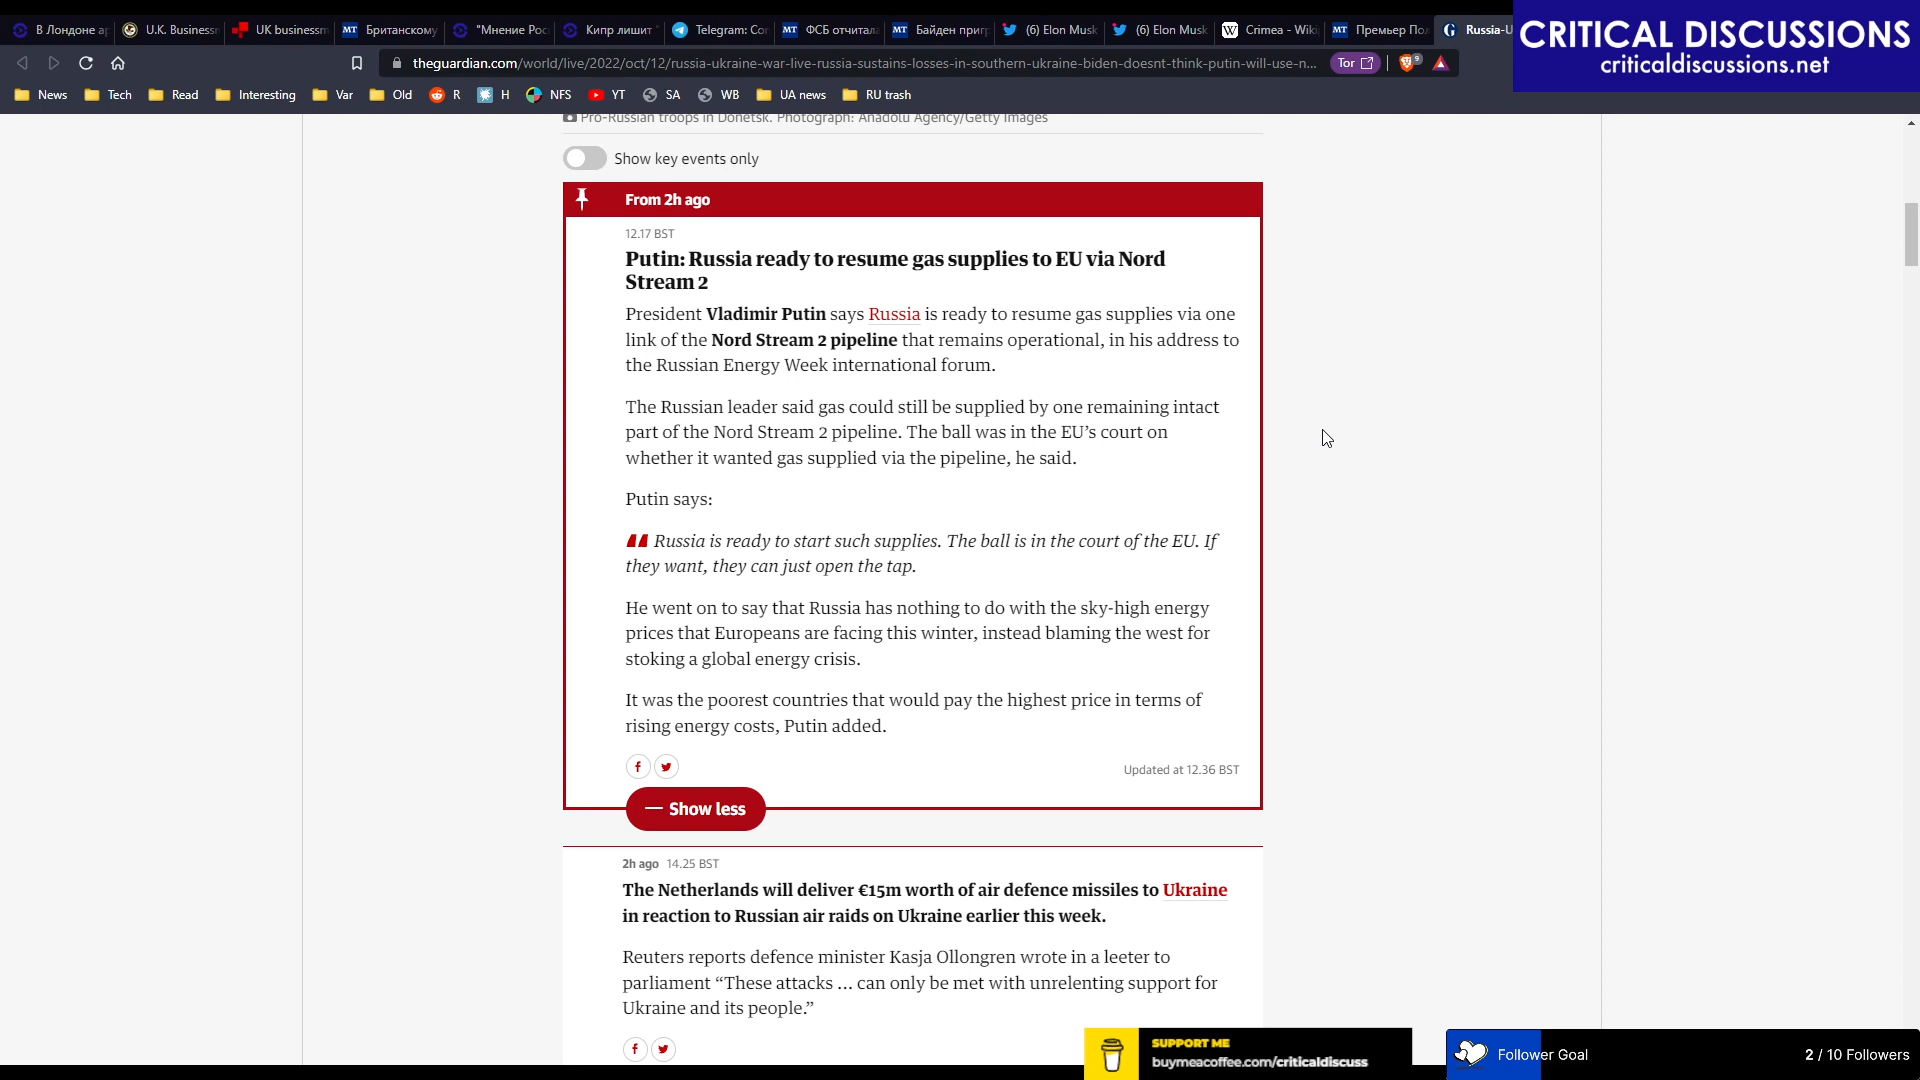 В Лондоне ар
U.K. Business
UK businessm
MT Британскому
"Мнение Рос
Кипр лишит "
Telegram: Con
MT ФСБ отчитала
MT Байден приг
(6) Elon Musk
(6) Elon Musk
W Crimea - Wiki
MT Премьер Пол
Russia-U
CRITICAL DISCUSSIONS
criticaldiscussions.net
theguardian.com/world/live/2022/oct/12/russia-ukraine-war-live-russia-sustains-losses-in-southern-ukraine-biden-doesnt-think-putin-will-use-n...
Tor
9
News Tech Read Interesting Var Old R H NFS YT SA WB UA news RU trash
Pro-Russian troops in Donetsk. Photograph: Anadolu Agency/Getty Images
Show key events only
From 2h ago
12.17 BST
Putin: Russia ready to resume gas supplies to EU via Nord
Stream 2
President Vladimir Putin says Russia is ready to resume gas supplies via one
link of the Nord Stream 2 pipeline that remains operational, in his address to
the Russian Energy Week international forum.
The Russian leader said gas could still be supplied by one remaining intact
part of the Nord Stream 2 pipeline. The ball was in the EU’s court on
whether it wanted gas supplied via the pipeline, he said.
Putin says:
Russia is ready to start such supplies. The ball is in the court of the EU. If
they want, they can just open the tap.
He went on to say that Russia has nothing to do with the sky-high energy
prices that Europeans are facing this winter, instead blaming the west for
stoking a global energy crisis.
It was the poorest countries that would pay the highest price in terms of
rising energy costs, Putin added.
Updated at 12.36 BST
— Show less
2h ago 14.25 BST
The Netherlands will deliver €15m worth of air defence missiles to Ukraine
in reaction to Russian air raids on Ukraine earlier this week.
Reuters reports defence minister Kasja Ollongren wrote in a leeter to
parliament “These attacks ... can only be met with unrelenting support for
Ukraine and its people.”
SUPPORT ME
buymeacoffee.com/criticaldiscuss
Follower Goal
2 / 10 Followers